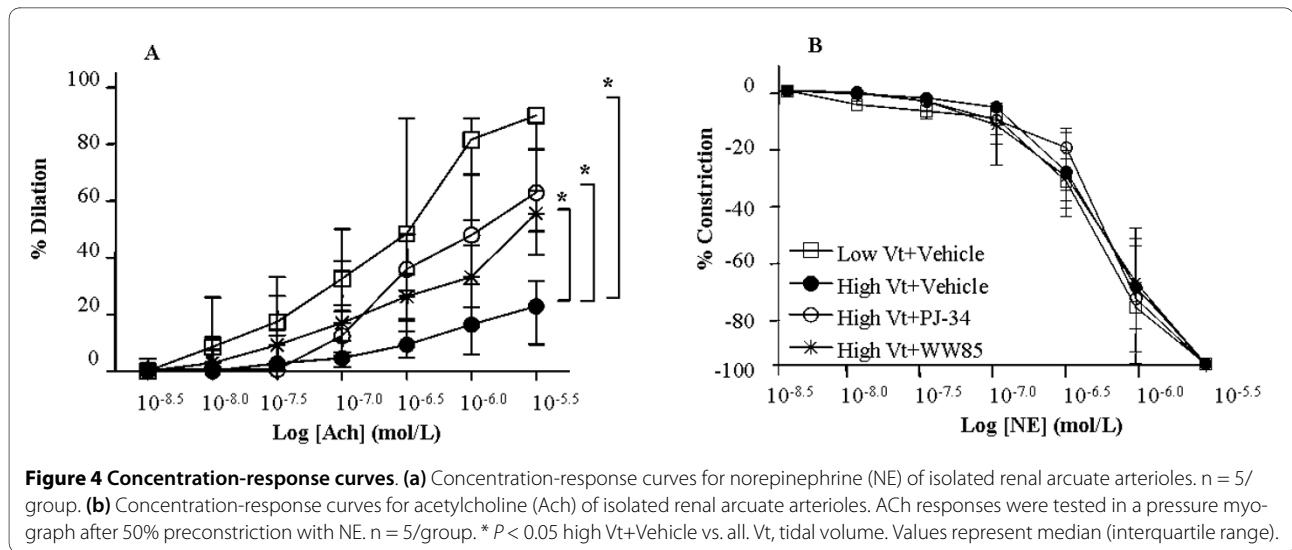 A
% Dilation
100
80
60
40
20
0
*
*
*
10-8.5 10-8.0 10-7.5 10-7.0 10-6.5 10-6.0 10-5.5
Log [Ach] (mol/L)
B
% Constriction
0
-20
-40
-60
-80
-100
Low Vt+Vehicle
High Vt+Vehicle
High Vt+PJ-34
High Vt+WW85
10-8.5 10-8.0 10-7.5 10-7.0 10-6.5 10-6.0 10-5.5
Log [NE] (mol/L)
Figure 4 Concentration-response curves. (a) Concentration-response curves for norepinephrine (NE) of isolated renal arcuate arterioles. n = 5/
group. (b) Concentration-response curves for acetylcholine (Ach) of isolated renal arcuate arterioles. ACh responses were tested in a pressure myo-
graph after 50% preconstriction with NE. n = 5/group. * P < 0.05 high Vt+Vehicle vs. all. Vt, tidal volume. Values represent median (interquartile range).